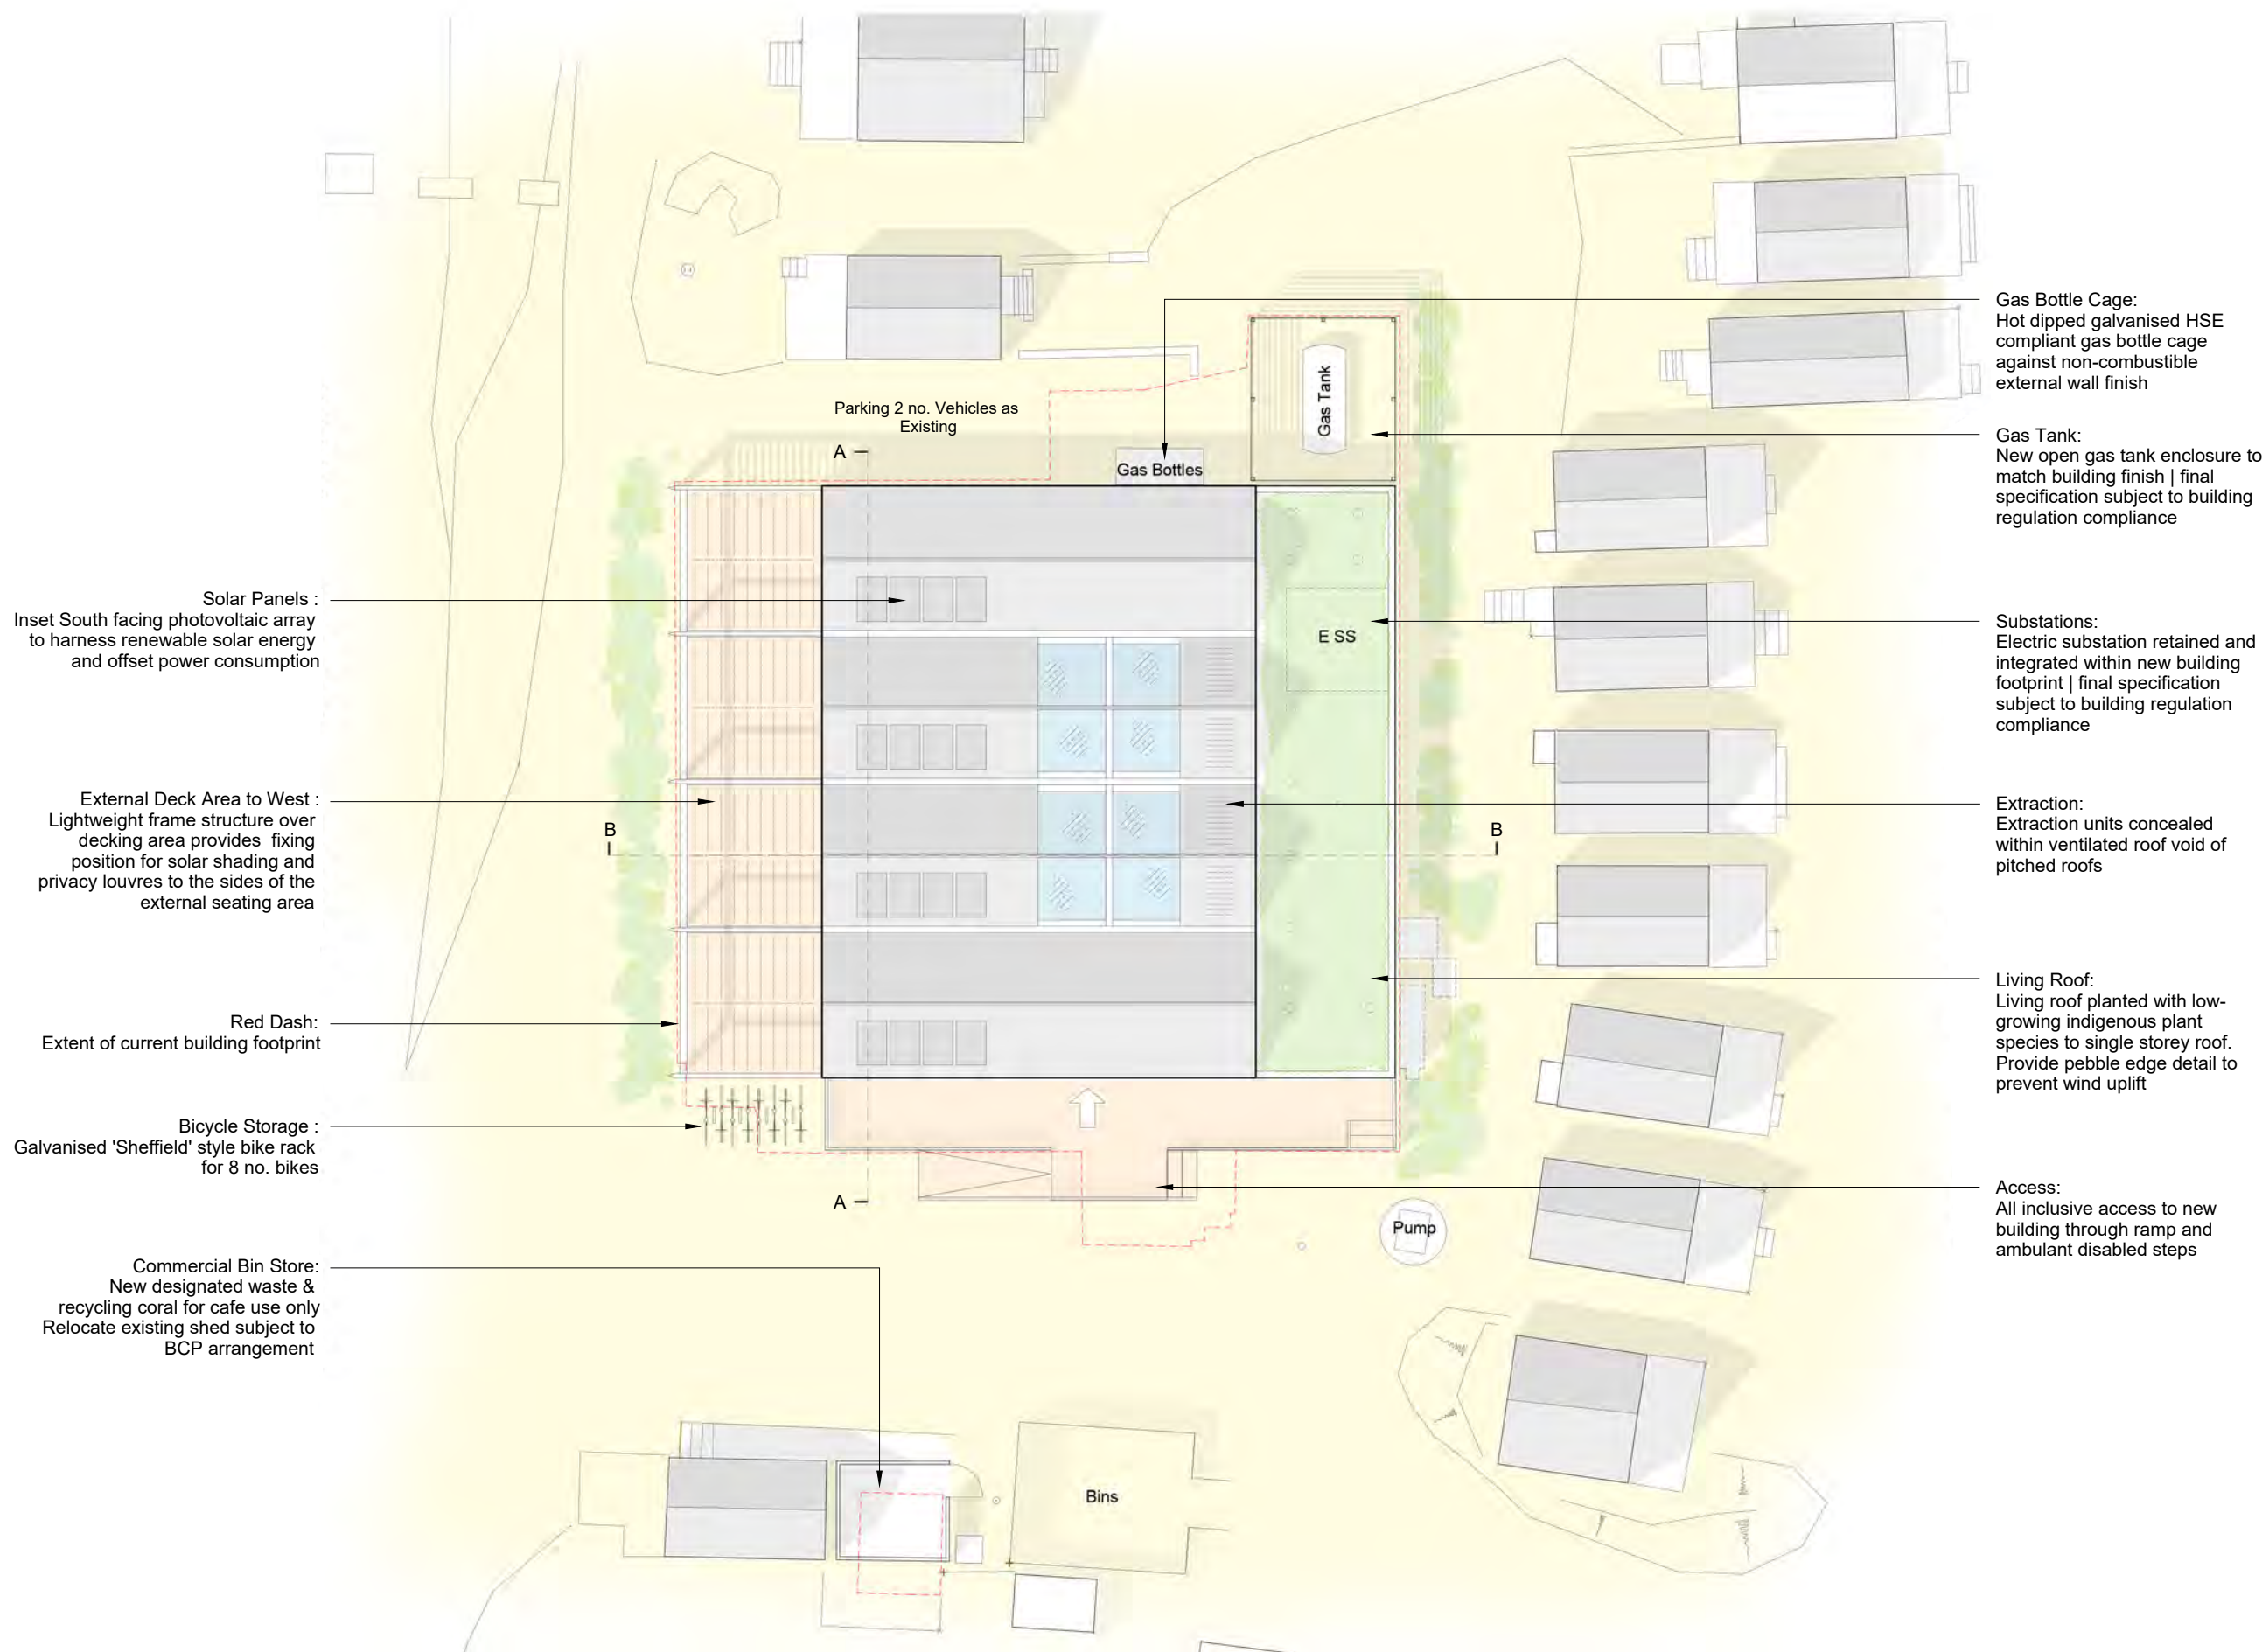 Solar Panels :
Inset South facing photovoltaic array
to harness renewable solar energy
and offset power consumption
External Deck Area to West :
Lightweight frame structure over
decking area provides fixing
position for solar shading and
privacy louvres to the sides of the
external seating area
Red Dash:
Extent of current building footprint
Bicycle Storage :
Galvanised 'Sheffield' style bike rack
for 8 no. bikes
Commercial Bin Store:
New designated waste &
recycling coral for cafe use only
Relocate existing shed subject to
BCP arrangement
Parking 2 no. Vehicles as
Existing
A
Gas Bottles
Gas Tank
E SS
B
B
A
Pump
Bins
Gas Bottle Cage:
Hot dipped galvanised HSE
compliant gas bottle cage
against non-combustible
external wall finish
Gas Tank:
New open gas tank enclosure to
match building finish | final
specification subject to building
regulation compliance
Substations:
Electric substation retained and
integrated within new building
footprint | final specification
subject to building regulation
compliance
Extraction:
Extraction units concealed
within ventilated roof void of
pitched roofs
Living Roof:
Living roof planted with low-
growing indigenous plant
species to single storey roof.
Provide pebble edge detail to
prevent wind uplift
Access:
All inclusive access to new
building through ramp and
ambulant disabled steps